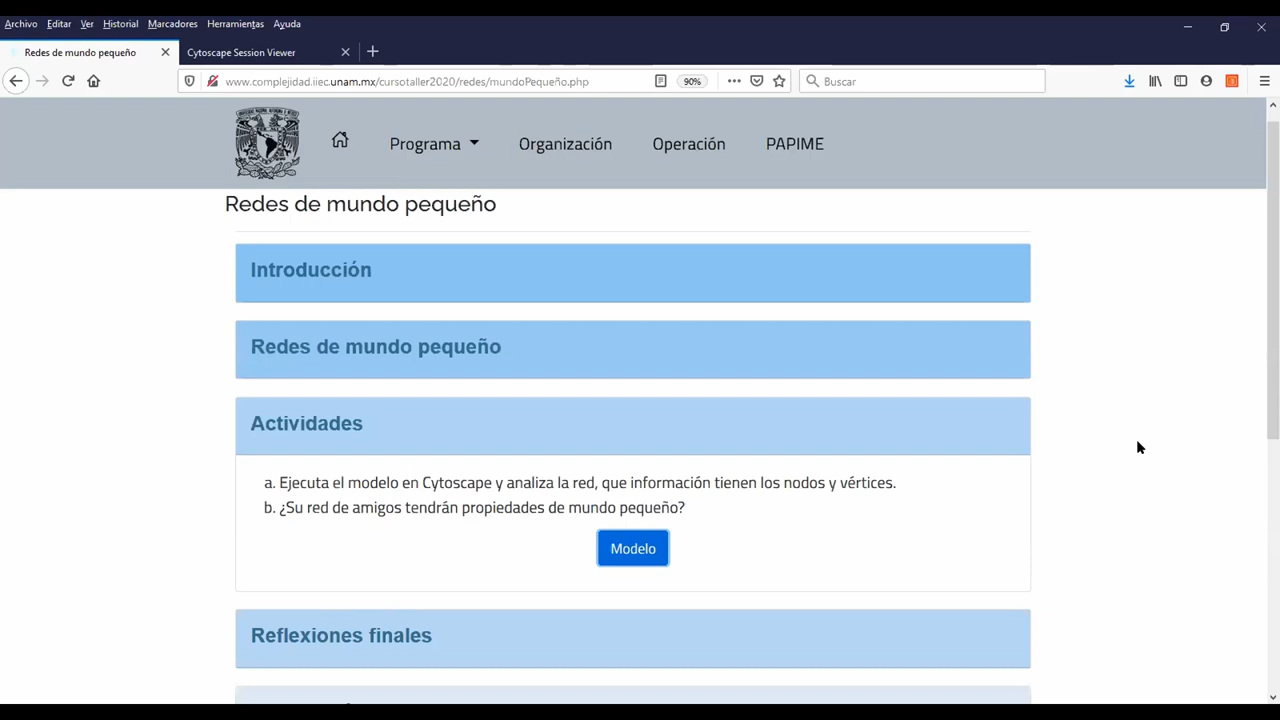 Archivo Editar Ver Historial Marcadores Herramientas Ayuda
Redes de mundo pequeño
Cytoscape Session Viewer
www.complejidad.iiec.unam.mx/cursotaller2020/redes/mundoPequeño.php
90%
Buscar
Programa Organización Operación PAPIME
Redes de mundo pequeño
Introducción
Redes de mundo pequeño
Actividades
a. Ejecuta el modelo en Cytoscape y analiza la red, que información tienen los nodos y vértices.
b. ¿Su red de amigos tendrán propiedades de mundo pequeño?
Modelo
Reflexiones finales